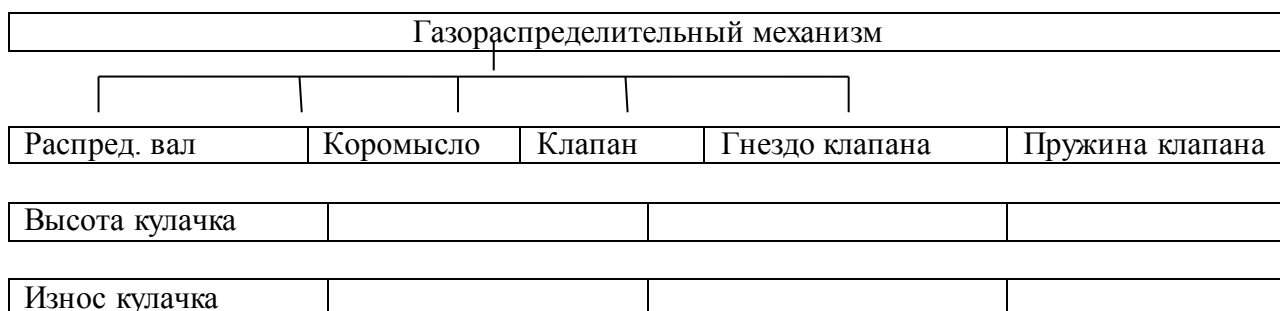 Газораспределительный механизм
Распред. вал Коромысло Клапан Гнездо клапана Пружина клапана
Высота кулачка
Износ кулачка